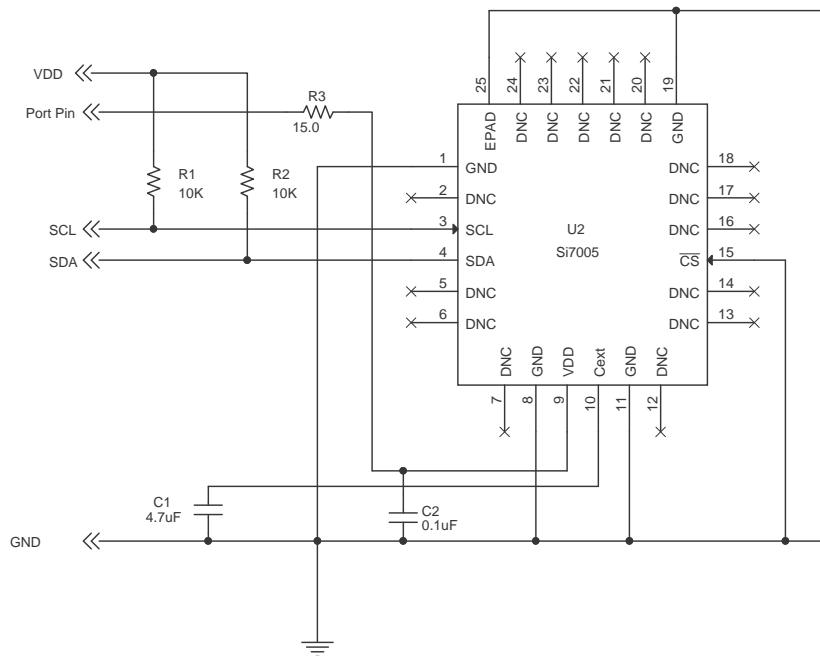 VDD
Port Pin
R3
15.0
R1
10K
R2
10K
SCL
SDA
25
24
23
22
21
20
19
EPAD
DNC
DNC
DNC
DNC
DNC
GND
1
GND
2
DNC
3
SCL
4
SDA
5
DNC
6
DNC
U2
Si7005
DNC
18
DNC
17
DNC
16
CS
15
DNC
14
DNC
13
DNC
GND
VDD
Cext
GND
DNC
7
8
9
10
11
12
C1
4.7uF
C2
0.1uF
GND